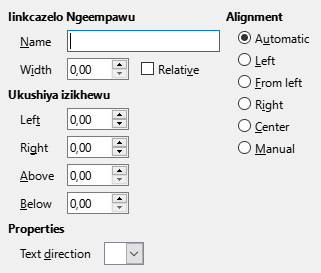 Iinkcazelo Ngeempawu
Name
Width 0,00 Relative
Ukushiya izikhewu
Left 0,00
Right 0,00
Above 0,00
Below 0,00
Properties
Text direction
Alignment
Automatic
Left
From left
Right
Center
Manual